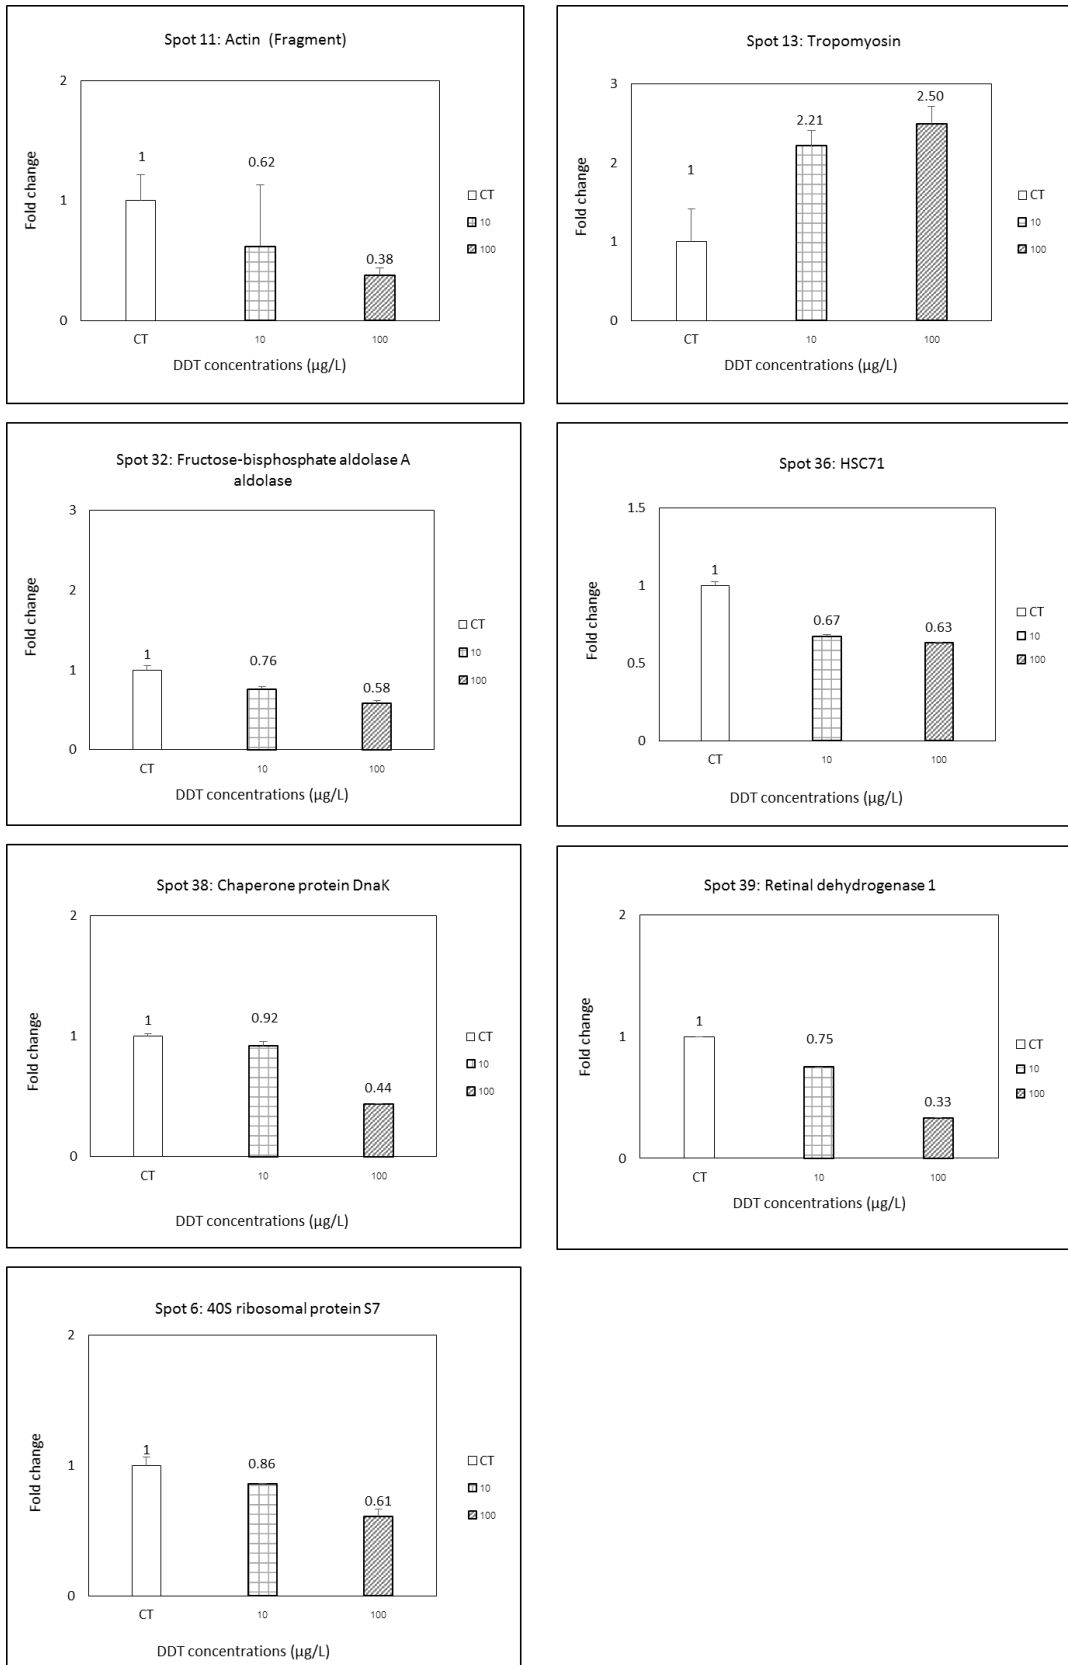 Spot 11: Actin  (Fragment)
2
1
0
Fold change
1
0.62
0.38
CT
10
100
DDT concentrations (µg/L)
CT
10
100
Spot 13: Tropomyosin
3
2
1
0
Fold change
1
2.21
2.50
CT
10
100
DDT concentrations (µg/L)
CT
10
100
Spot 32: Fructose-bisphosphate aldolase A
aldolase
3
2
1
0
Fold change
1
0.76
0.58
CT
10
100
DDT concentrations (µg/L)
CT
10
100
Spot 36: HSC71
1.5
1
0.5
0
Fold change
1
0.67
0.63
CT
10
100
DDT concentrations (µg/L)
CT
10
100
Spot 38: Chaperone protein DnaK
2
1
0
Fold change
1
0.92
0.44
CT
10
100
DDT concentrations (µg/L)
CT
10
100
Spot 39: Retinal dehydrogenase 1
2
1
0
Fold change
1
0.75
0.33
CT
10
100
DDT concentrations (µg/L)
CT
10
100
Spot 6: 40S ribosomal protein S7
2
1
0
Fold change
1
0.86
0.61
CT
10
100
DDT concentrations (µg/L)
CT
10
100